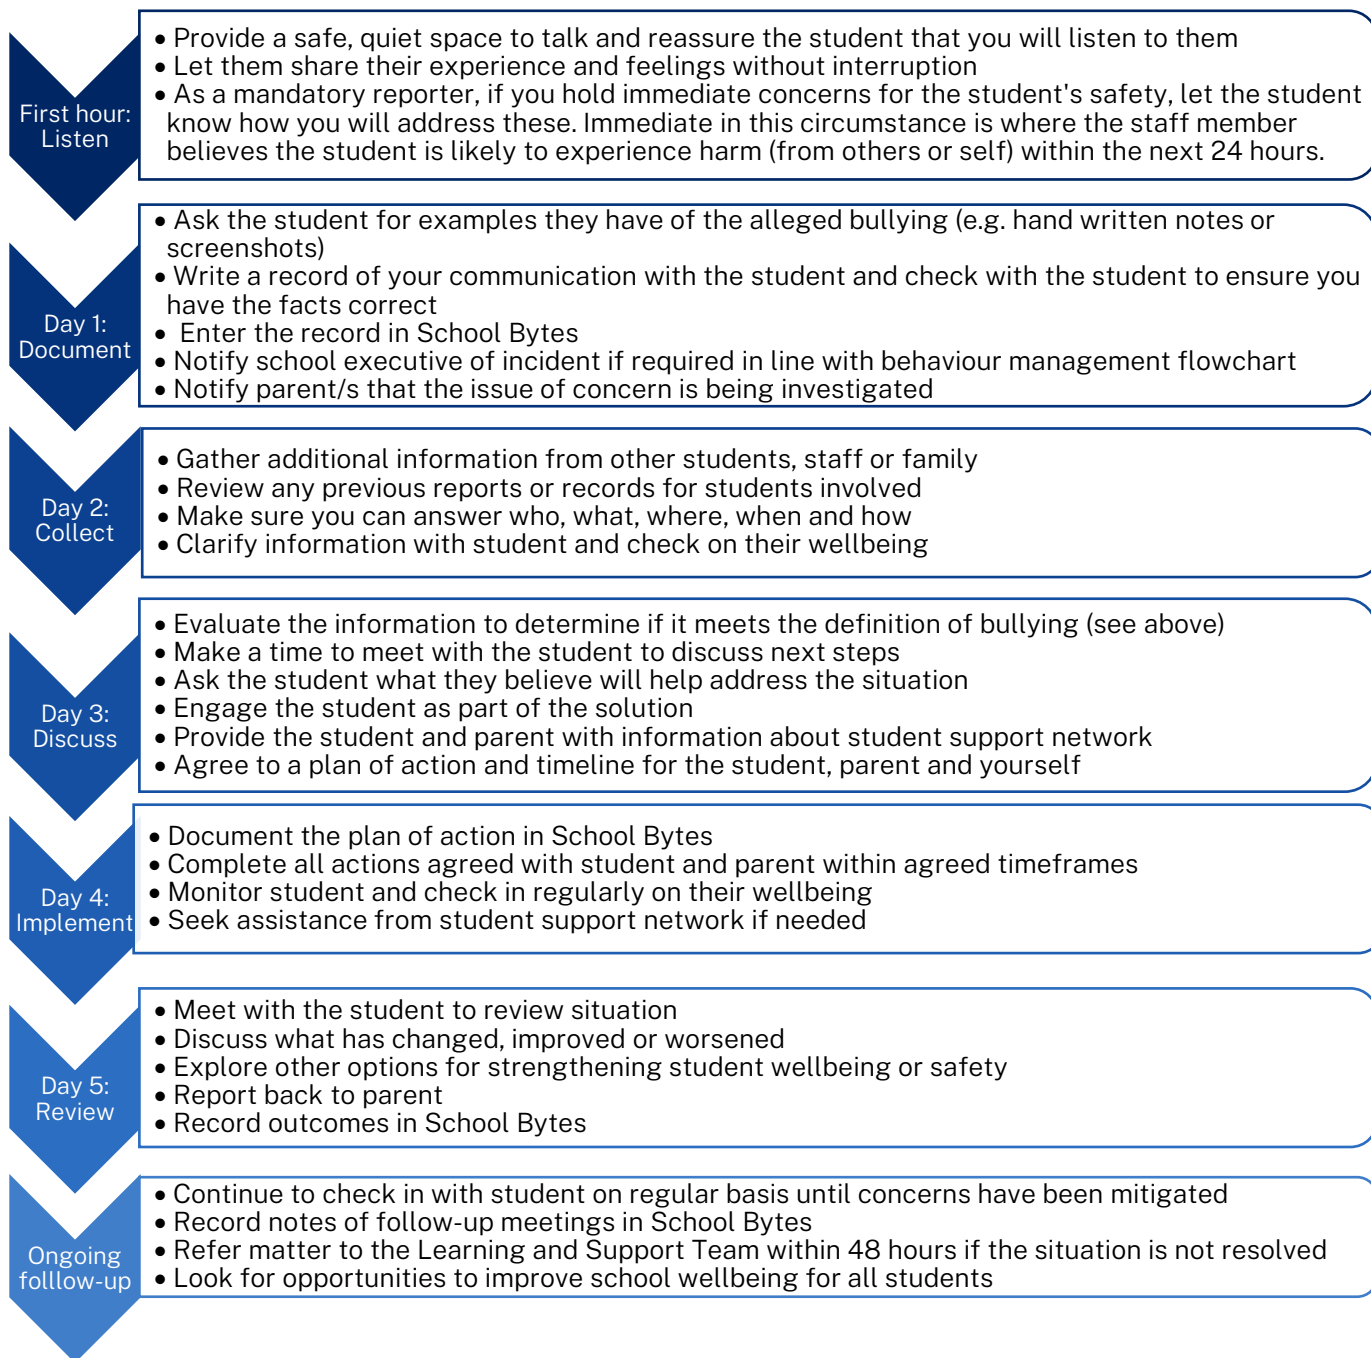 First hour:
Listen
• Provide a safe, quiet space to talk and reassure the student that you will listen to them
• Let them share their experience and feelings without interruption
• As a mandatory reporter, if you hold immediate concerns for the student's safety, let the student
know how you will address these. Immediate in this circumstance is where the staff member
believes the student is likely to experience harm (from others or self) within the next 24 hours.
Day 1:
Document
• Ask the student for examples they have of the alleged bullying (e.g. hand written notes or
screenshots)
• Write a record of your communication with the student and check with the student to ensure you
have the facts correct
• Enter the record in School Bytes
• Notify school executive of incident if required in line with behaviour management flowchart
• Notify parent/s that the issue of concern is being investigated
Day 2:
Collect
• Gather additional information from other students, staff or family
• Review any previous reports or records for students involved
• Make sure you can answer who, what, where, when and how
• Clarify information with student and check on their wellbeing
Day 3:
Discuss
• Evaluate the information to determine if it meets the definition of bullying (see above)
• Make a time to meet with the student to discuss next steps
• Ask the student what they believe will help address the situation
• Engage the student as part of the solution
• Provide the student and parent with information about student support network
• Agree to a plan of action and timeline for the student, parent and yourself
Day 4:
Implement
• Document the plan of action in School Bytes
• Complete all actions agreed with student and parent within agreed timeframes
• Monitor student and check in regularly on their wellbeing
• Seek assistance from student support network if needed
Day 5:
Review
• Meet with the student to review situation
• Discuss what has changed, improved or worsened
• Explore other options for strengthening student wellbeing or safety
• Report back to parent
• Record outcomes in School Bytes
Ongoing
folllow-up
• Continue to check in with student on regular basis until concerns have been mitigated
• Record notes of follow-up meetings in School Bytes
• Refer matter to the Learning and Support Team within 48 hours if the situation is not resolved
• Look for opportunities to improve school wellbeing for all students